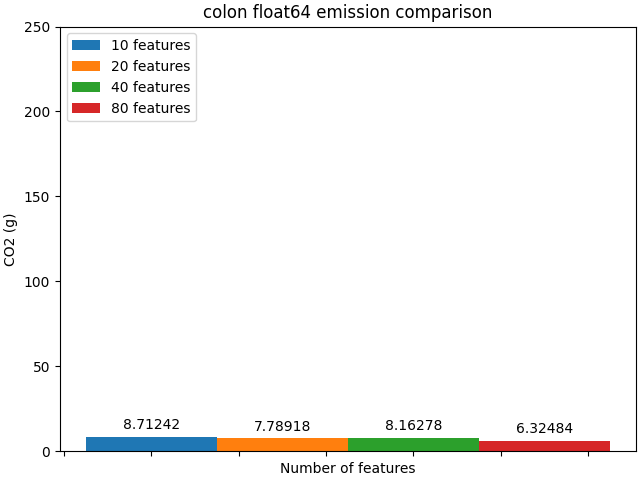 colon float64 emission comparison
250
200
150
100
50
0
CO2 (g)
10 features
20 features
40 features
80 features
8.71242
7.78918
8.16278
6.32484
Number of features